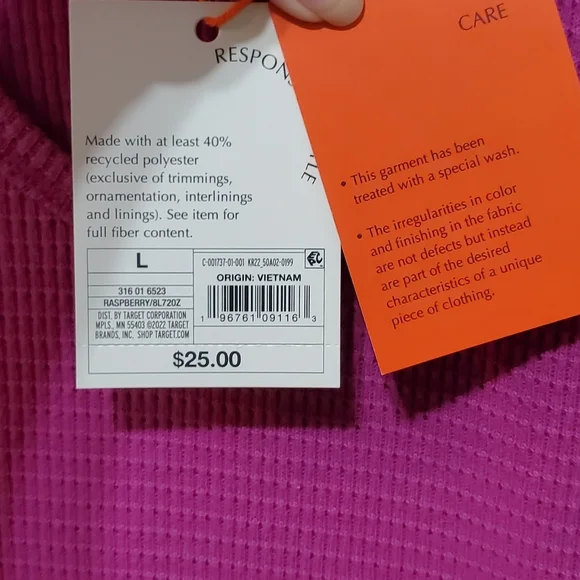 RESPONS
LE
Made with at least 40%
recycled polyester
(exclusive of trimmings,
ornamentation, interlinings
and linings). See item for
full fiber content.
L
316 01 6523
RASPBERRY/8L720Z
DIST. BY TARGET CORPORATION
MPLS., MN 55403 ©2022 TARGET
BRANDS, INC. SHOP TARGET.COM
C-001737-01-001 KR22_50A02-0199
ORIGIN: VIETNAM
1 96761 09116 3
$25.00
CARE
• This garment has been
treated with a special wash.
• The irregularities in color
and finishing in the fabric
are not defects but instead
are part of the desired
characteristics of a unique
piece of clothing.